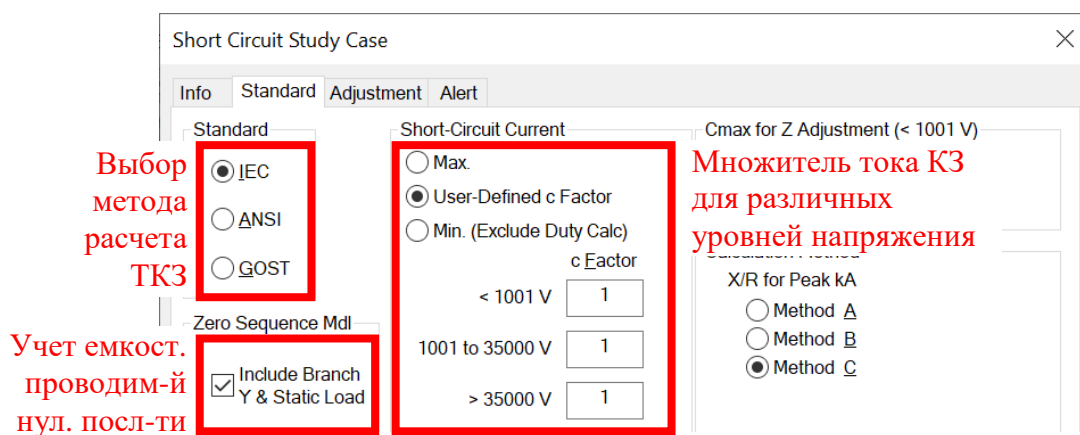 Short Circuit Study Case
Info Standard Adjustment Alert
Standard
IEC
ANSI
GOST
Выбор
метода
расчета
ТКЗ
Zero Sequence Mdl
Include Branch
Y & Static Load
Учет емкост.
проводим-й
нул. посл-ти
Short-Circuit Current
Max.
User-Defined c Factor
Min. (Exclude Duty Calc)
c Factor
< 1001 V 1
1001 to 35000 V 1
> 35000 V 1
Cmax for Z Adjustment (< 1001 V)
Множитель тока КЗ
для различных
уровней напряжения
X/R for Peak kA
Method A
Method B
Method C